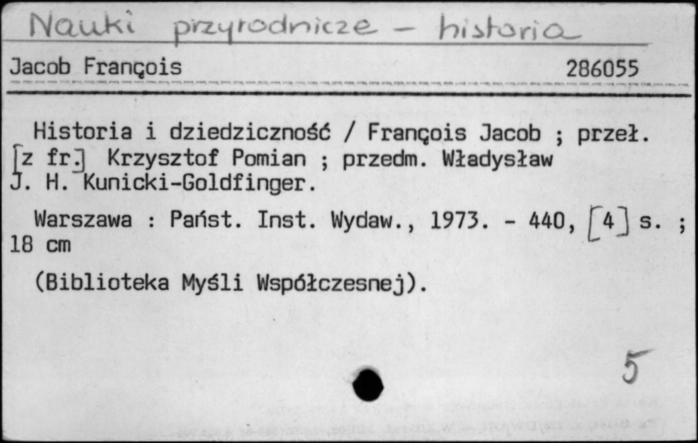 Nauki przyrodnicze - historia
Jacob François 286055
Historia i dziedziczność / François Jacob ; przeł.
[z fr.] Krzysztof Pomian ; przedm. Władysław
J. H. Kunicki-Goldfinger.
Warszawa : Państ. Inst. Wydaw., 1973. - 440, [4] s. ;
18 cm
(Biblioteka Myśli Współczesnej).
5